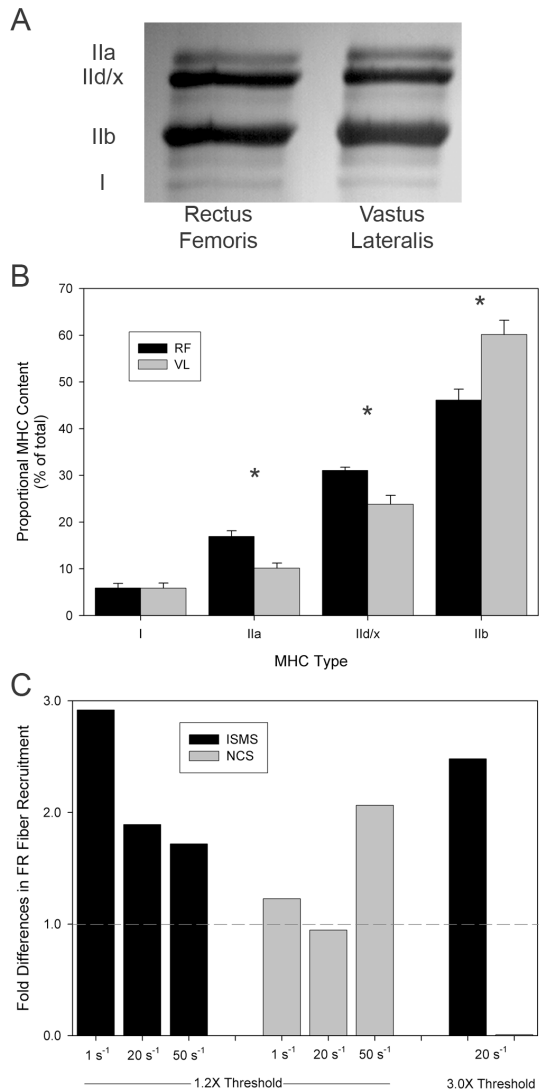 A
IIa
IId/x
IIb
I
Rectus Femoris
Vastus Lateralis
B
Proportional MHC Content
(% of total)
70
60
50
40
30
20
10
0
RF
VL
*
*
*
I IIa IId/x IIb
MHC Type
C
Fold Differences in FR Fiber Recruitment
3.0
2.0
1.0
0.0
ISMS
NCS
1 s⁻¹ 20 s⁻¹ 50 s⁻¹ 1 s⁻¹ 20 s⁻¹ 50 s⁻¹ 20 s⁻¹
1.2X Threshold 3.0X Threshold